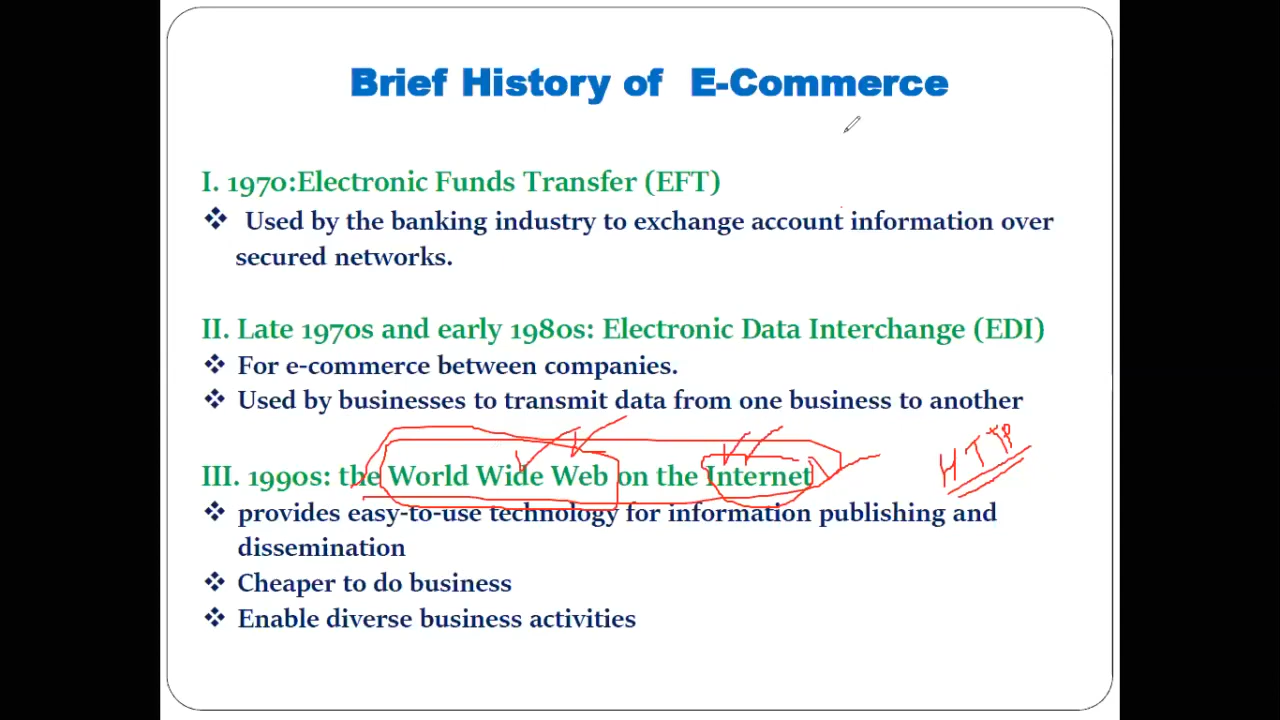 Brief History of E-Commerce
I. 1970:Electronic Funds Transfer (EFT)
❖ Used by the banking industry to exchange account information over
secured networks.
II. Late 1970s and early 1980s: Electronic Data Interchange (EDI)
❖ For e-commerce between companies.
❖ Used by businesses to transmit data from one business to another
HTTP
III. 1990s: the World Wide Web on the Internet
❖ provides easy-to-use technology for information publishing and
dissemination
❖ Cheaper to do business
❖ Enable diverse business activities